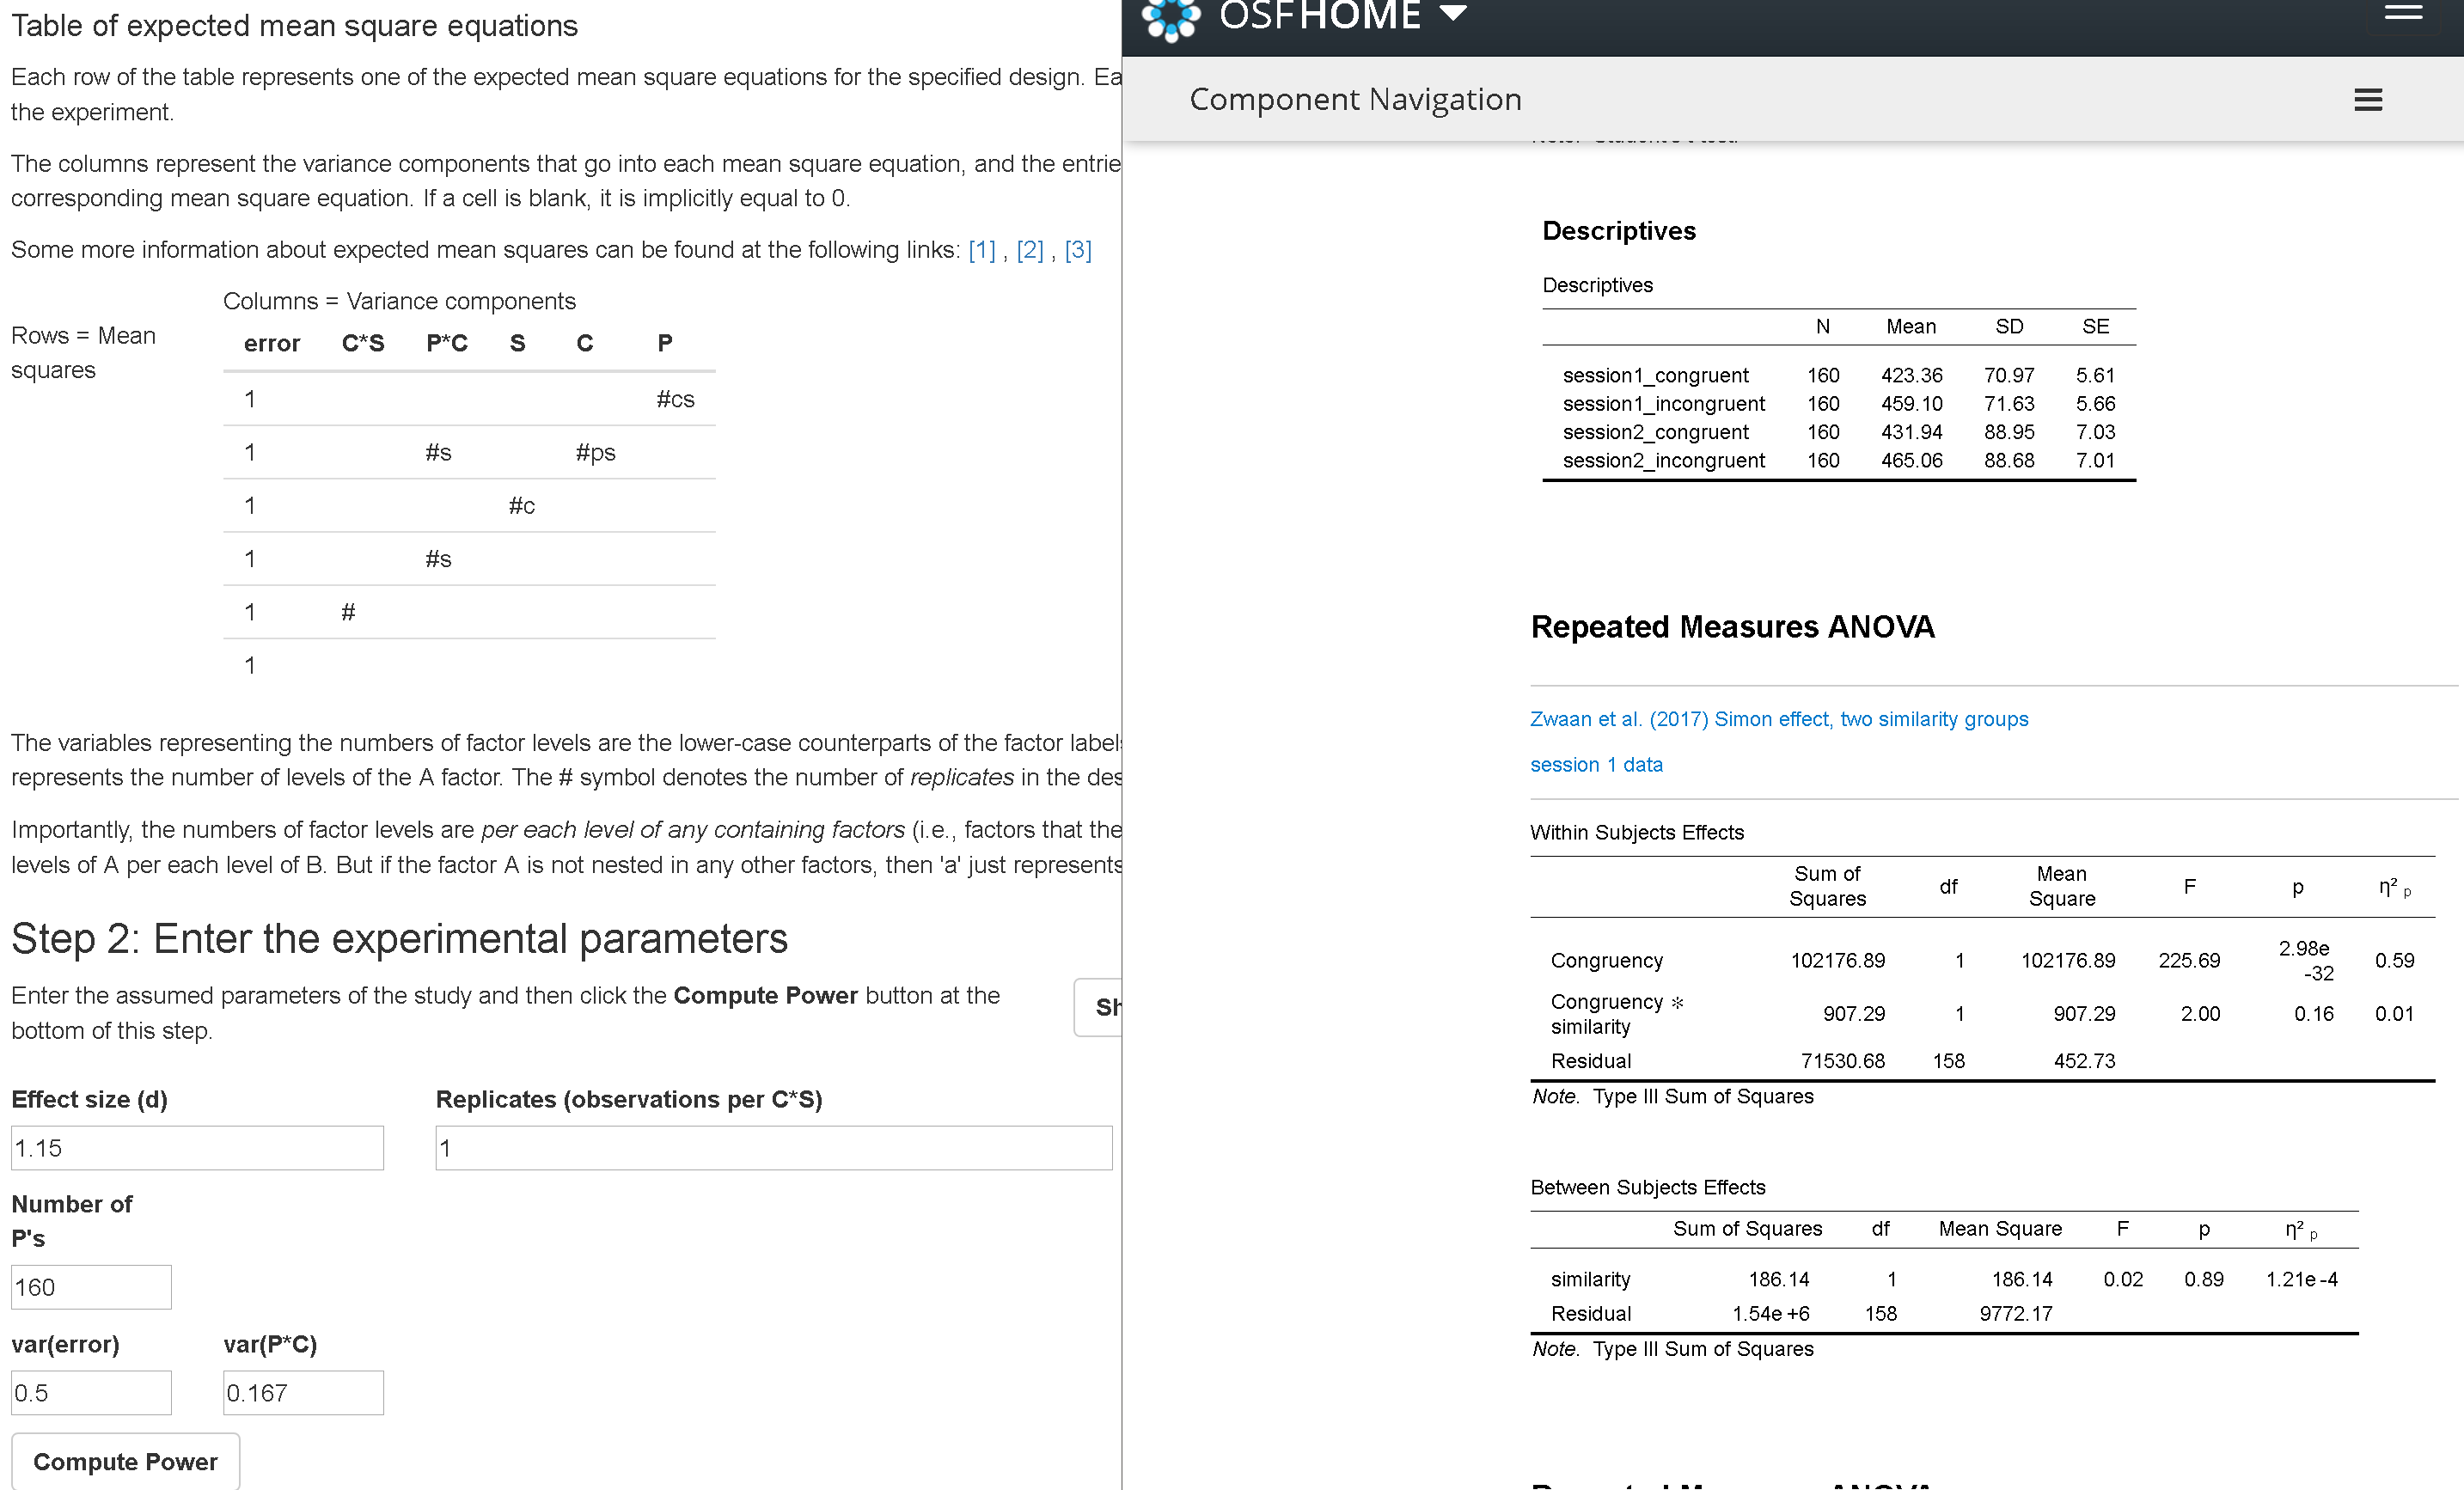 Table of expected mean square equations
Each row of the table represents one of the expected mean square equations for the specified design. Ea
the experiment.
The columns represent the variance components that go into each mean square equation, and the entrie
corresponding mean square equation. If a cell is blank, it is implicitly equal to 0.
Some more information about expected mean squares can be found at the following links: [1] , [2] , [3]
Columns = Variance components
Rows = Mean
squares
error C*S P*C S C P
1 #cs
1 #s #ps
1 #c
1 #s
1 #
1
The variables representing the numbers of factor levels are the lower-case counterparts of the factor label
represents the number of levels of the A factor. The # symbol denotes the number of replicates in the des
Importantly, the numbers of factor levels are per each level of any containing factors (i.e., factors that the
levels of A per each level of B. But if the factor A is not nested in any other factors, then 'a' just represents
Step 2: Enter the experimental parameters
Enter the assumed parameters of the study and then click the Compute Power button at the
bottom of this step.
Sh
Effect size (d) Replicates (observations per C*S)
1.15 1
Number of
P's
160
var(error) var(P*C)
0.5 0.167
Compute Power
OSFHOME
Component Navigation
Descriptives
Descriptives
N Mean SD SE
session1_congruent 160 423.36 70.97 5.61
session1_incongruent 160 459.10 71.63 5.66
session2_congruent 160 431.94 88.95 7.03
session2_incongruent 160 465.06 88.68 7.01
Repeated Measures ANOVA
Zwaan et al. (2017) Simon effect, two similarity groups
session 1 data
Within Subjects Effects
Sum of Squares df Mean Square F p η² p
Congruency 102176.89 1 102176.89 225.69 2.98e -32 0.59
Congruency ✻ similarity 907.29 1 907.29 2.00 0.16 0.01
Residual 71530.68 158 452.73
Note. Type III Sum of Squares
Between Subjects Effects
Sum of Squares df Mean Square F p η² p
similarity 186.14 1 186.14 0.02 0.89 1.21e -4
Residual 1.54e +6 158 9772.17
Note. Type III Sum of Squares